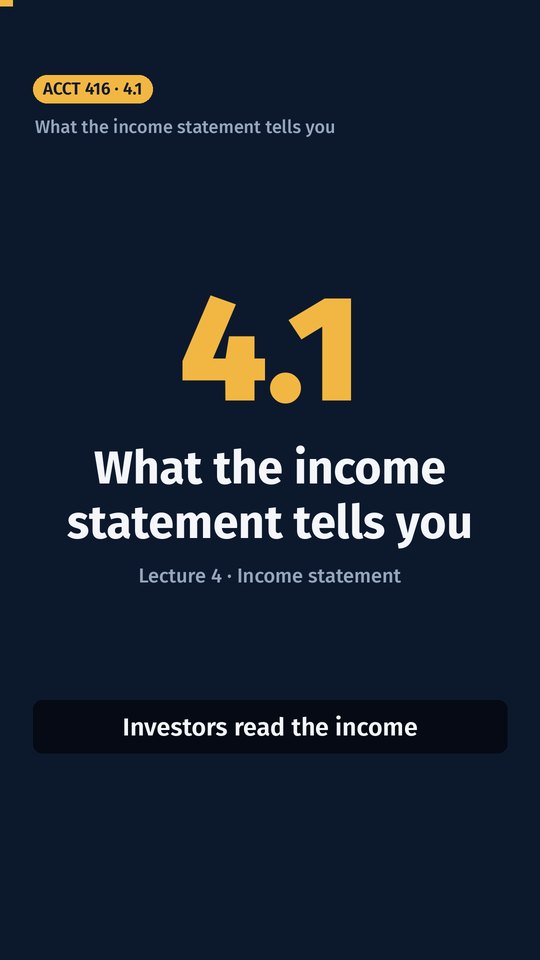 ACCT 416 · 4.1
What the income statement tells you
4.1
What the income
statement tells you
Lecture 4 · Income statement
Investors read the income